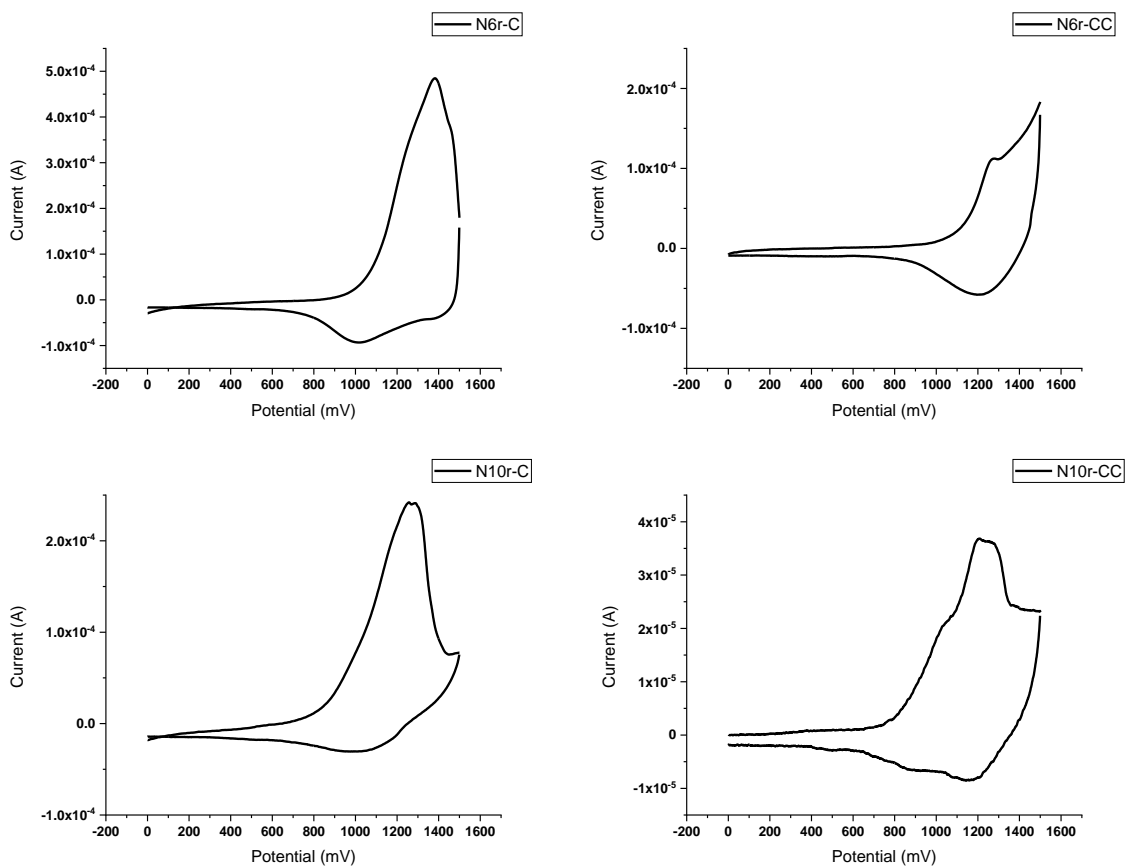 N6r-C
5.0x10-4
4.0x10-4
3.0x10-4
2.0x10-4
1.0x10-4
0.0
-1.0x10-4
-200 0 200 400 600 800 1000 1200 1400 1600
Current (A)
Potential (mV)
N6r-CC
2.0x10-4
1.0x10-4
0.0
-1.0x10-4
-200 0 200 400 600 800 1000 1200 1400 1600
Current (A)
Potential (mV)
N10r-C
2.0x10-4
1.0x10-4
0.0
-1.0x10-4
-200 0 200 400 600 800 1000 1200 1400 1600
Current (A)
Potential (mV)
N10r-CC
4x10-5
3x10-5
2x10-5
1x10-5
0
-1x10-5
-200 0 200 400 600 800 1000 1200 1400 1600
Current (A)
Potential (mV)